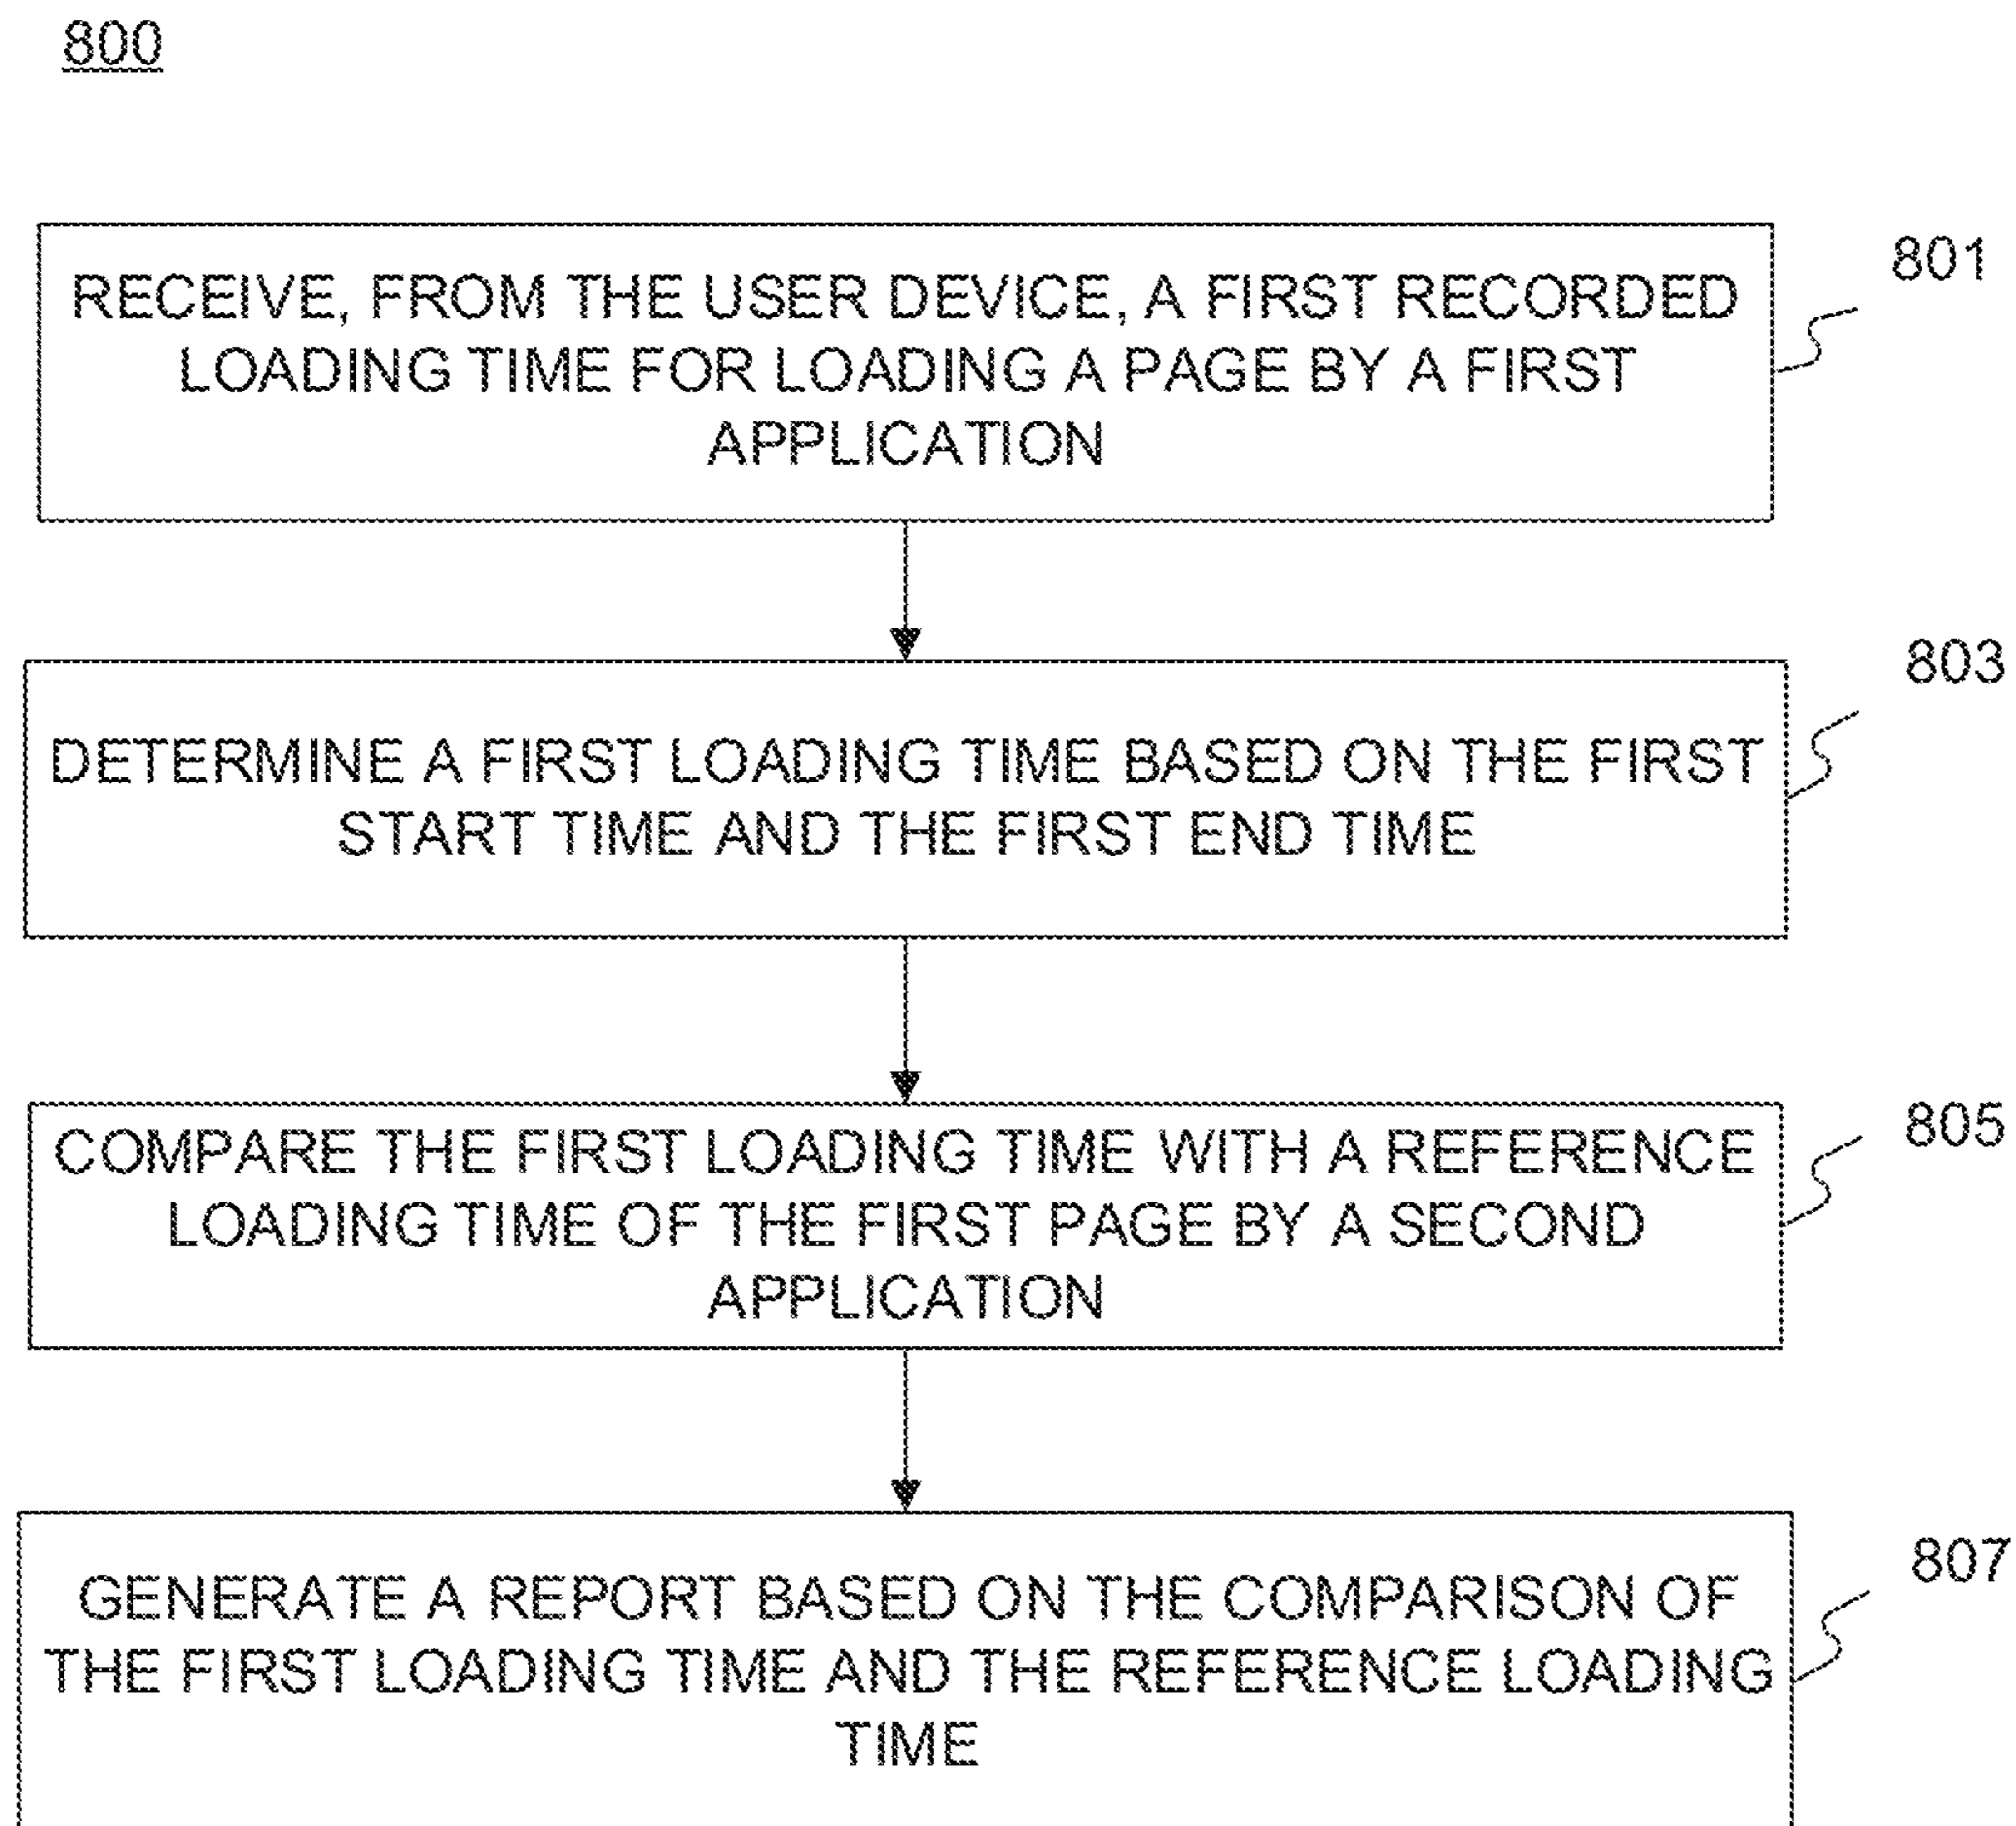 800
RECEIVE, FROM THE USER DEVICE, A FIRST RECORDED
LOADING TIME FOR LOADING A PAGE BY A FIRST
APPLICATION
801
DETERMINE A FIRST LOADING TIME BASED ON THE FIRST
START TIME AND THE FIRST END TIME
803
COMPARE THE FIRST LOADING TIME WITH A REFERENCE
LOADING TIME OF THE FIRST PAGE BY A SECOND
APPLICATION
805
GENERATE A REPORT BASED ON THE COMPARISON OF
THE FIRST LOADING TIME AND THE REFERENCE LOADING
TIME
807